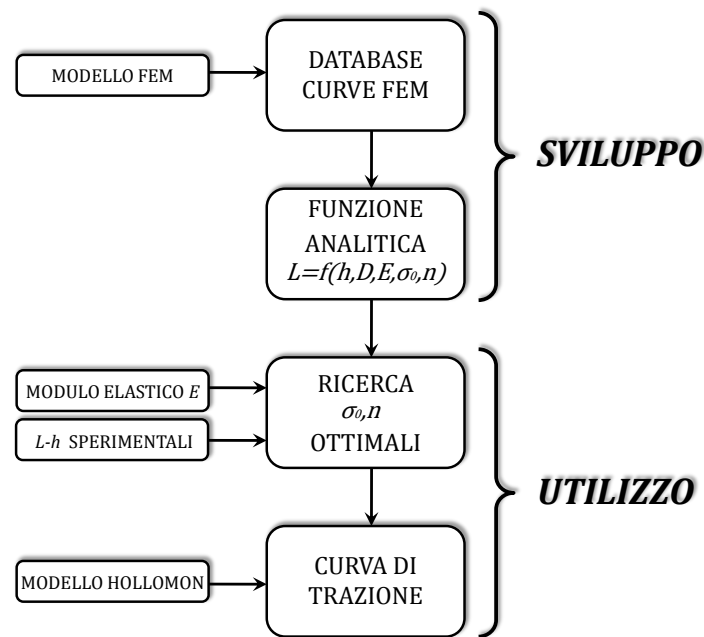 MODELLO FEM
DATABASE
CURVE FEM
SVILUPPO
FUNZIONE
ANALITICA
L=f(h,D,E,σ₀,n)
MODULO ELASTICO E
L-h SPERIMENTALI
RICERCA
σ₀,n
OTTIMALI
UTILIZZO
MODELLO HOLLOMON
CURVA DI
TRAZIONE